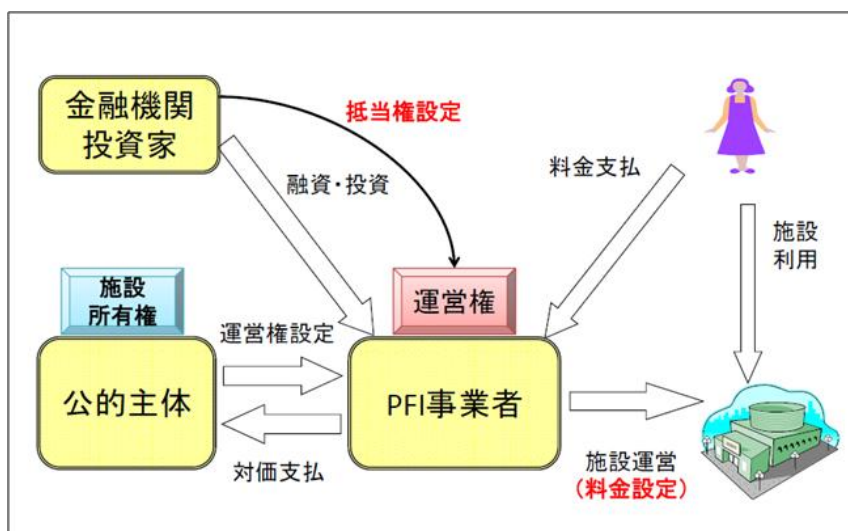 金融機関
投資家
抵当権設定
融資・投資
料金支払
施設
利用
施設
所有権
運営権
運営権設定
公的主体
PFI事業者
対価支払
施設運営
（料金設定）